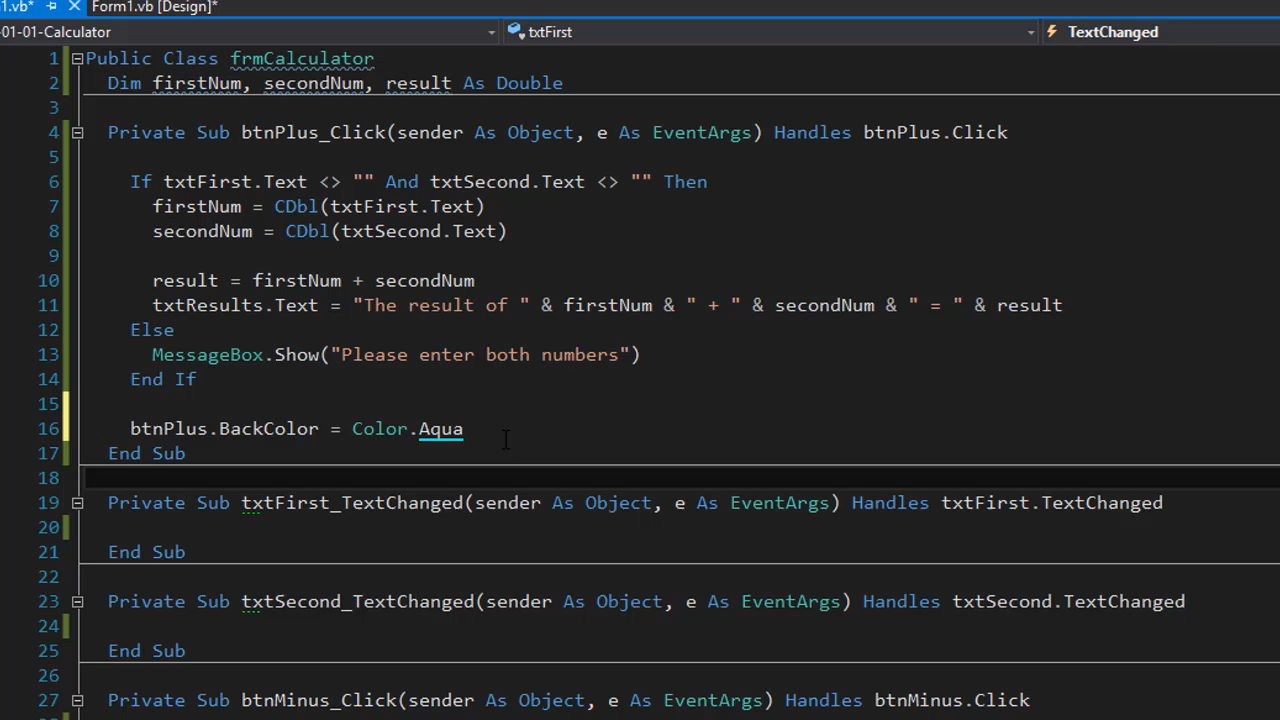 1.vb* Form1.vb [Design]*
-01-01-Calculator txtFirst TextChanged
1 Public Class frmCalculator
2 Dim firstNum, secondNum, result As Double
3
4 Private Sub btnPlus_Click(sender As Object, e As EventArgs) Handles btnPlus.Click
5
6 If txtFirst.Text <> "" And txtSecond.Text <> "" Then
7 firstNum = CDbl(txtFirst.Text)
8 secondNum = CDbl(txtSecond.Text)
9
10 result = firstNum + secondNum
11 txtResults.Text = "The result of " & firstNum & " + " & secondNum & " = " & result
12 Else
13 MessageBox.Show("Please enter both numbers")
14 End If
15
16 btnPlus.BackColor = Color.Aqua
17 End Sub
18
19 Private Sub txtFirst_TextChanged(sender As Object, e As EventArgs) Handles txtFirst.TextChanged
20
21 End Sub
22
23 Private Sub txtSecond_TextChanged(sender As Object, e As EventArgs) Handles txtSecond.TextChanged
24
25 End Sub
26
27 Private Sub btnMinus_Click(sender As Object, e As EventArgs) Handles btnMinus.Click